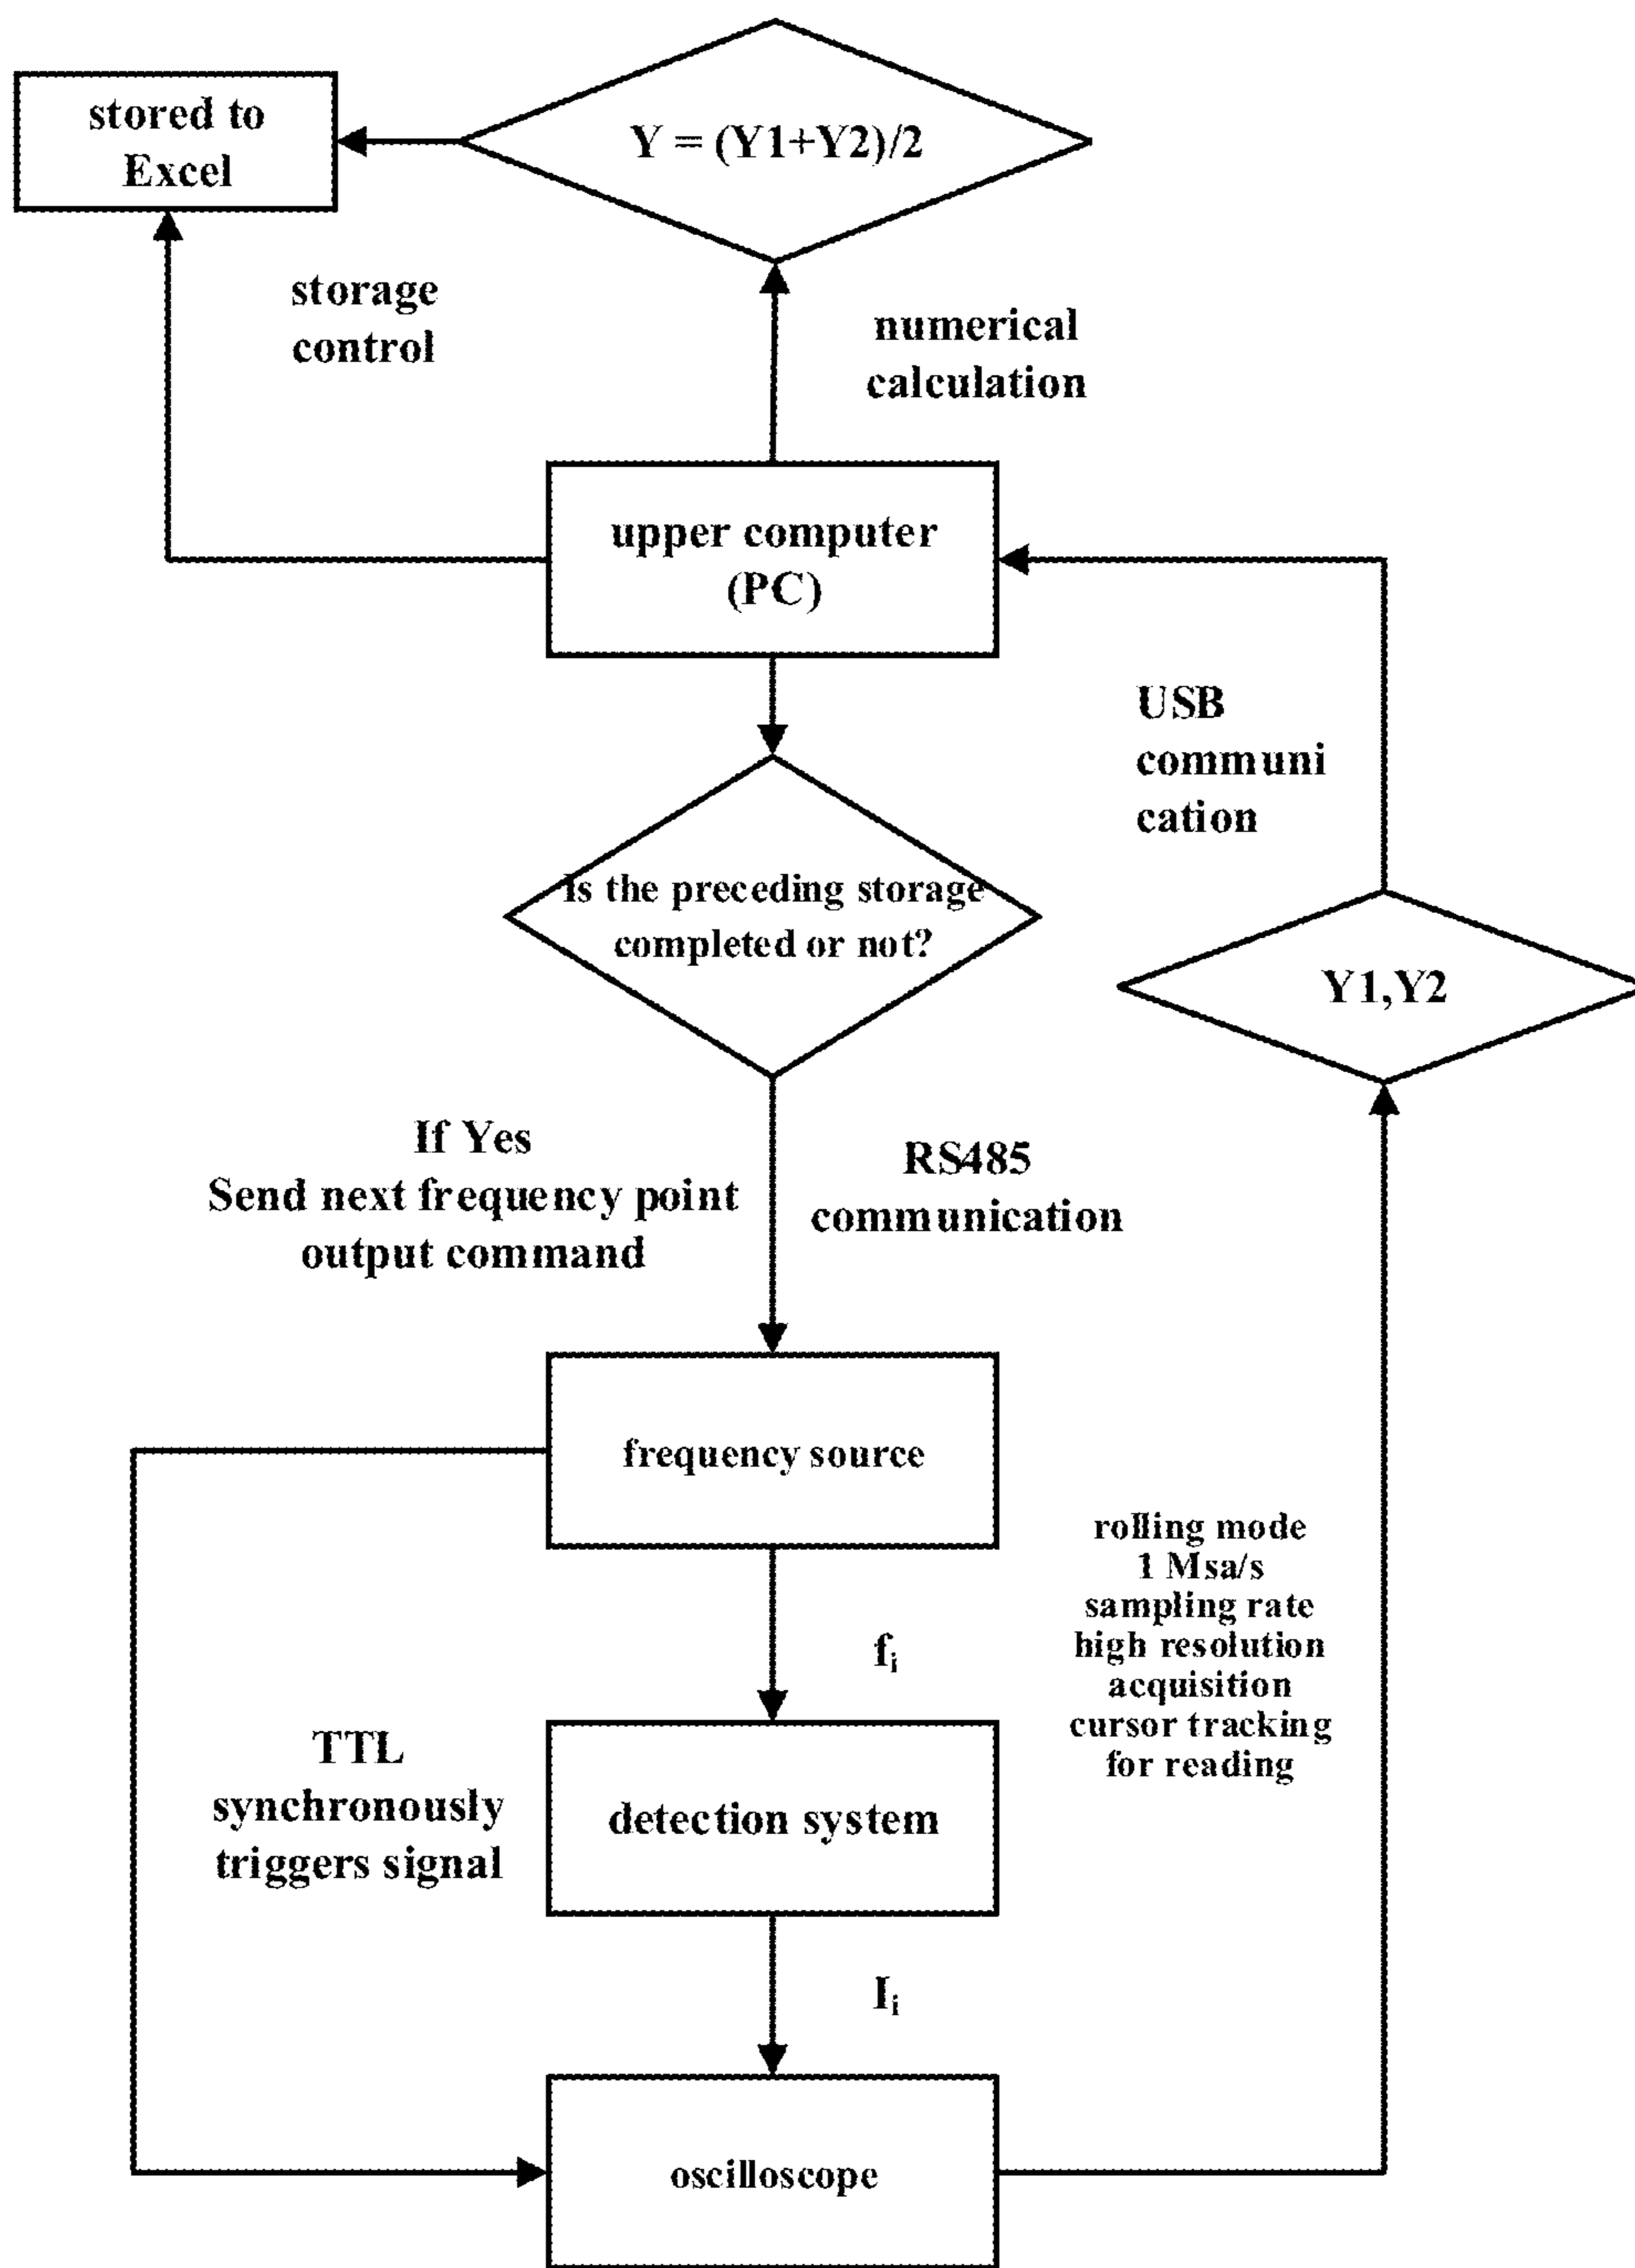 stored to
Excel
Y = (Y1+Y2)/2
storage
control
numerical
calculation
upper computer
(PC)
USB
communi
cation
Is the preceding storage
completed or not?
Y1,Y2
If Yes
Send next frequency point
output command
RS485
communication
frequency source
rolling mode
1 Msa/s
sampling rate
high resolution
acquisition
cursor tracking
for reading
fᵢ
TTL
synchronously
triggers signal
detection system
Iᵢ
oscilloscope